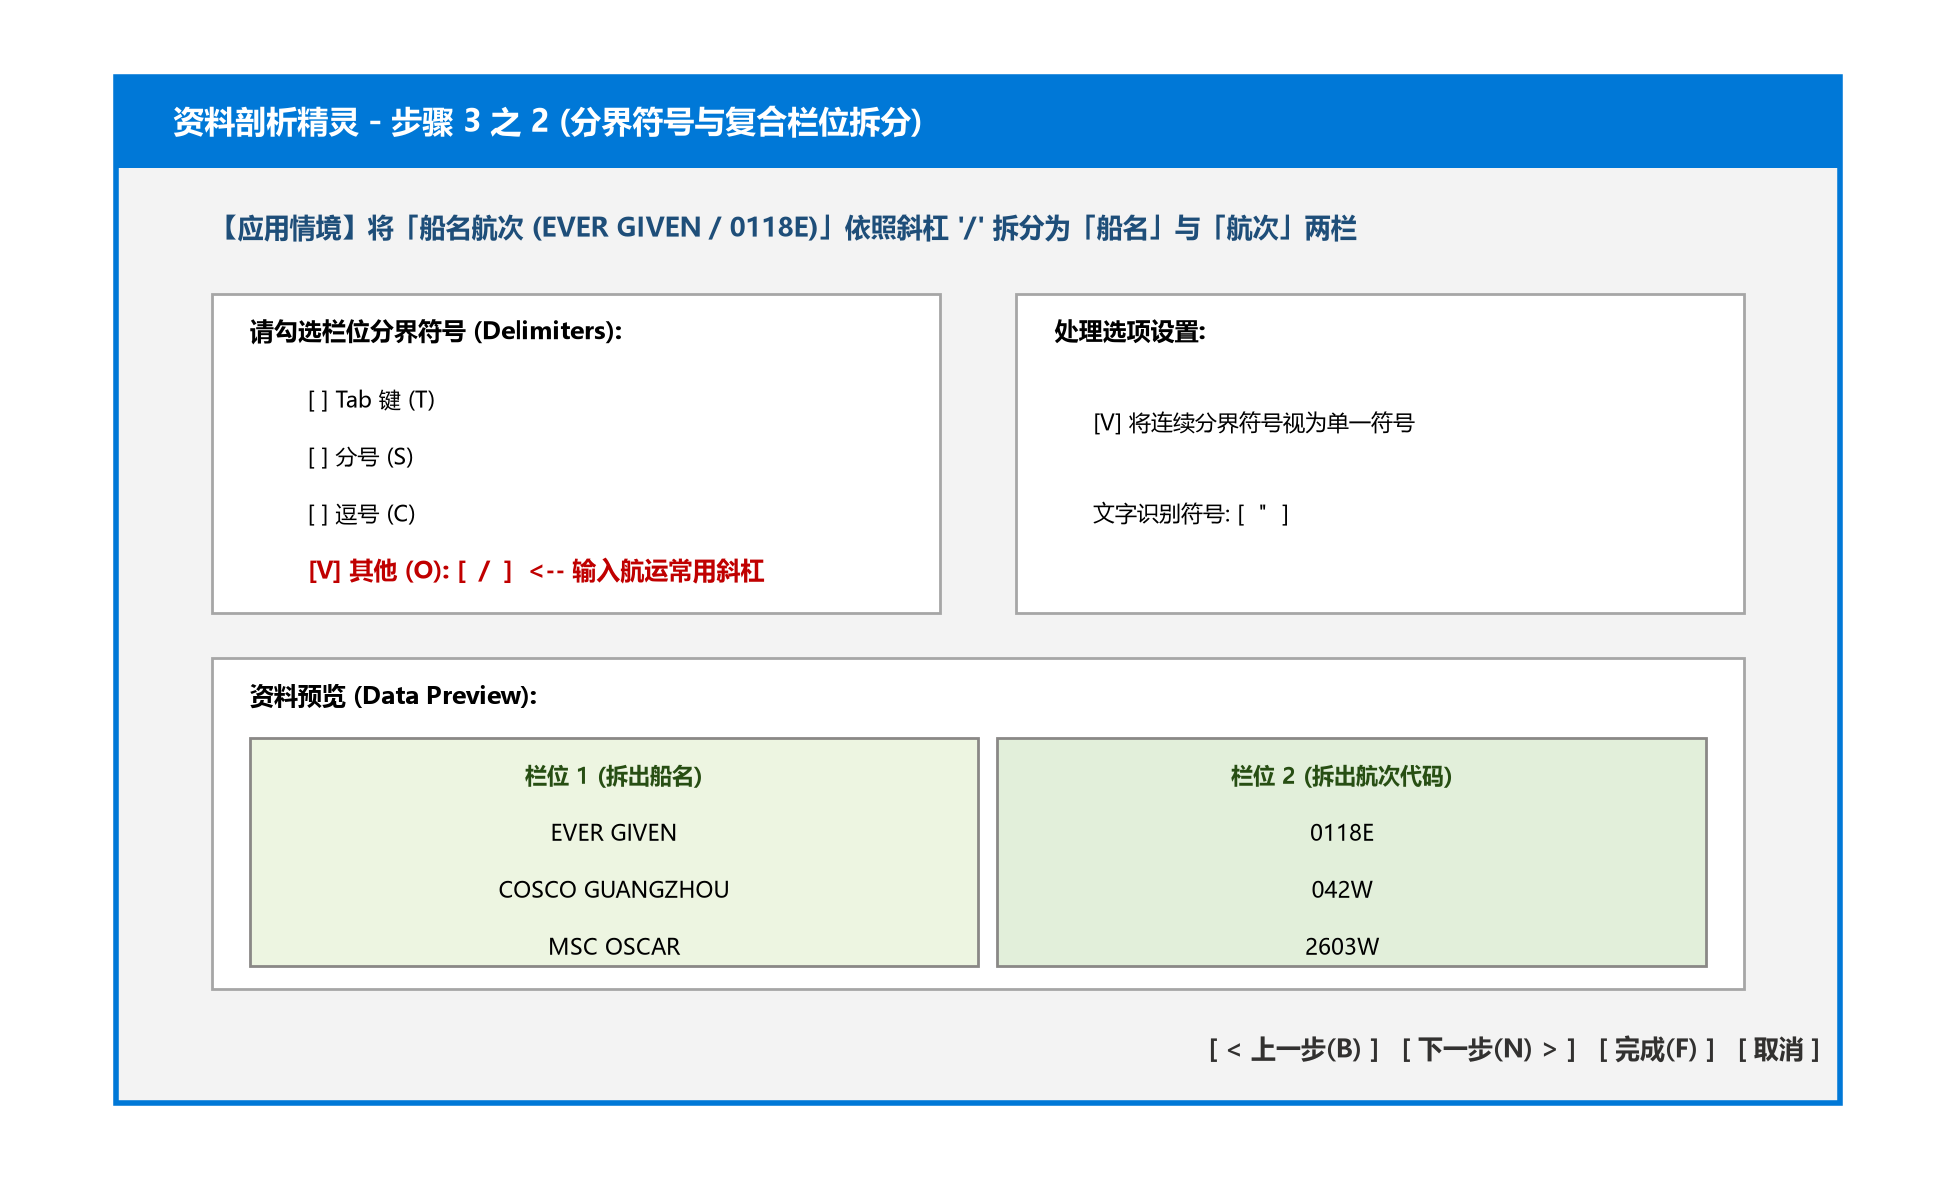 资料剖析精灵 - 步骤 3 之 2 (分界符号与复合栏位拆分)
【应用情境】将「船名航次 (EVER GIVEN / 0118E)」依照斜杠 '/' 拆分为「船名」与「航次」两栏
请勾选栏位分界符号 (Delimiters):
[ ] Tab 键 (T)
[ ] 分号 (S)
[ ] 逗号 (C)
[V] 其他 (O): [ / ] <-- 输入航运常用斜杠
处理选项设置:
[V] 将连续分界符号视为单一符号
文字识别符号: [ " ]
资料预览 (Data Preview):
栏位 1 (拆出船名)
EVER GIVEN
COSCO GUANGZHOU
MSC OSCAR
栏位 2 (拆出航次代码)
0118E
042W
2603W
[ < 上一步(B) ] [ 下一步(N) > ] [ 完成(F) ] [ 取消 ]